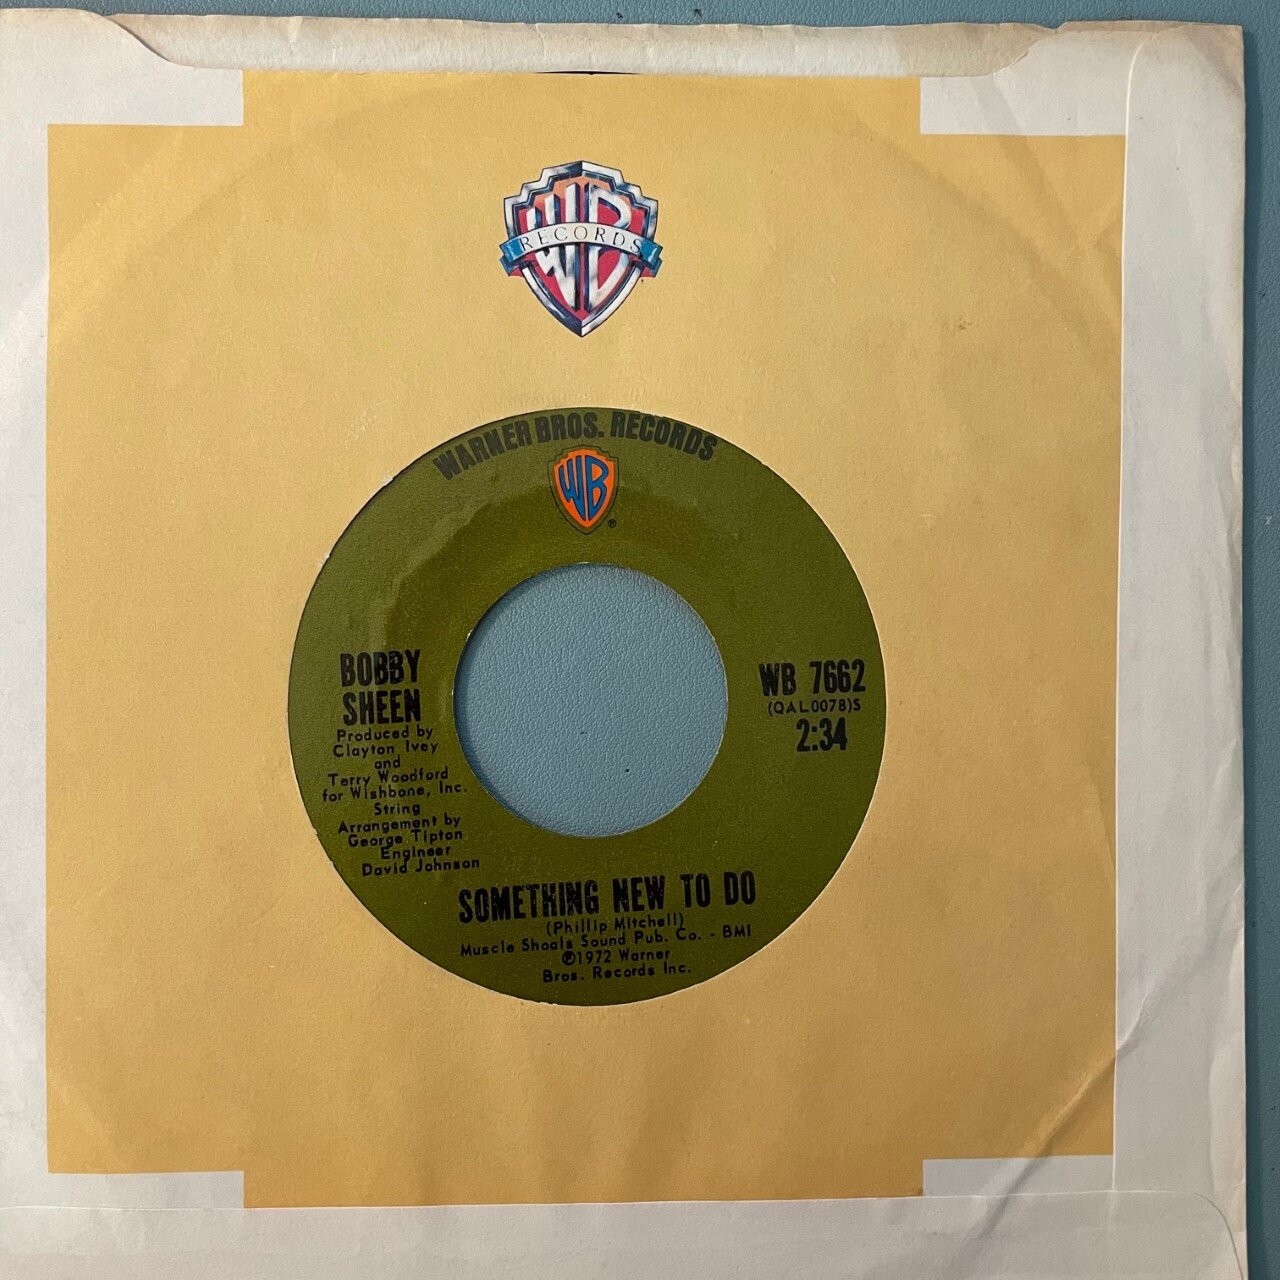 WB
RECORDS
WARNER BROS. RECORDS
WB
®
BOBBY
SHEEN
Produced by
Clayton Ivey
and
Terry Woodford
for Wishbone, Inc.
String
Arrangement by
George Tipton
Engineer
David Johnson
WB 7662
(QAL0078)S
2:34
SOMETHING NEW TO DO
(Phillip Mitchell)
Muscle Shoals Sound Pub. Co. - BMI
℗1972 Warner
Bros. Records Inc.